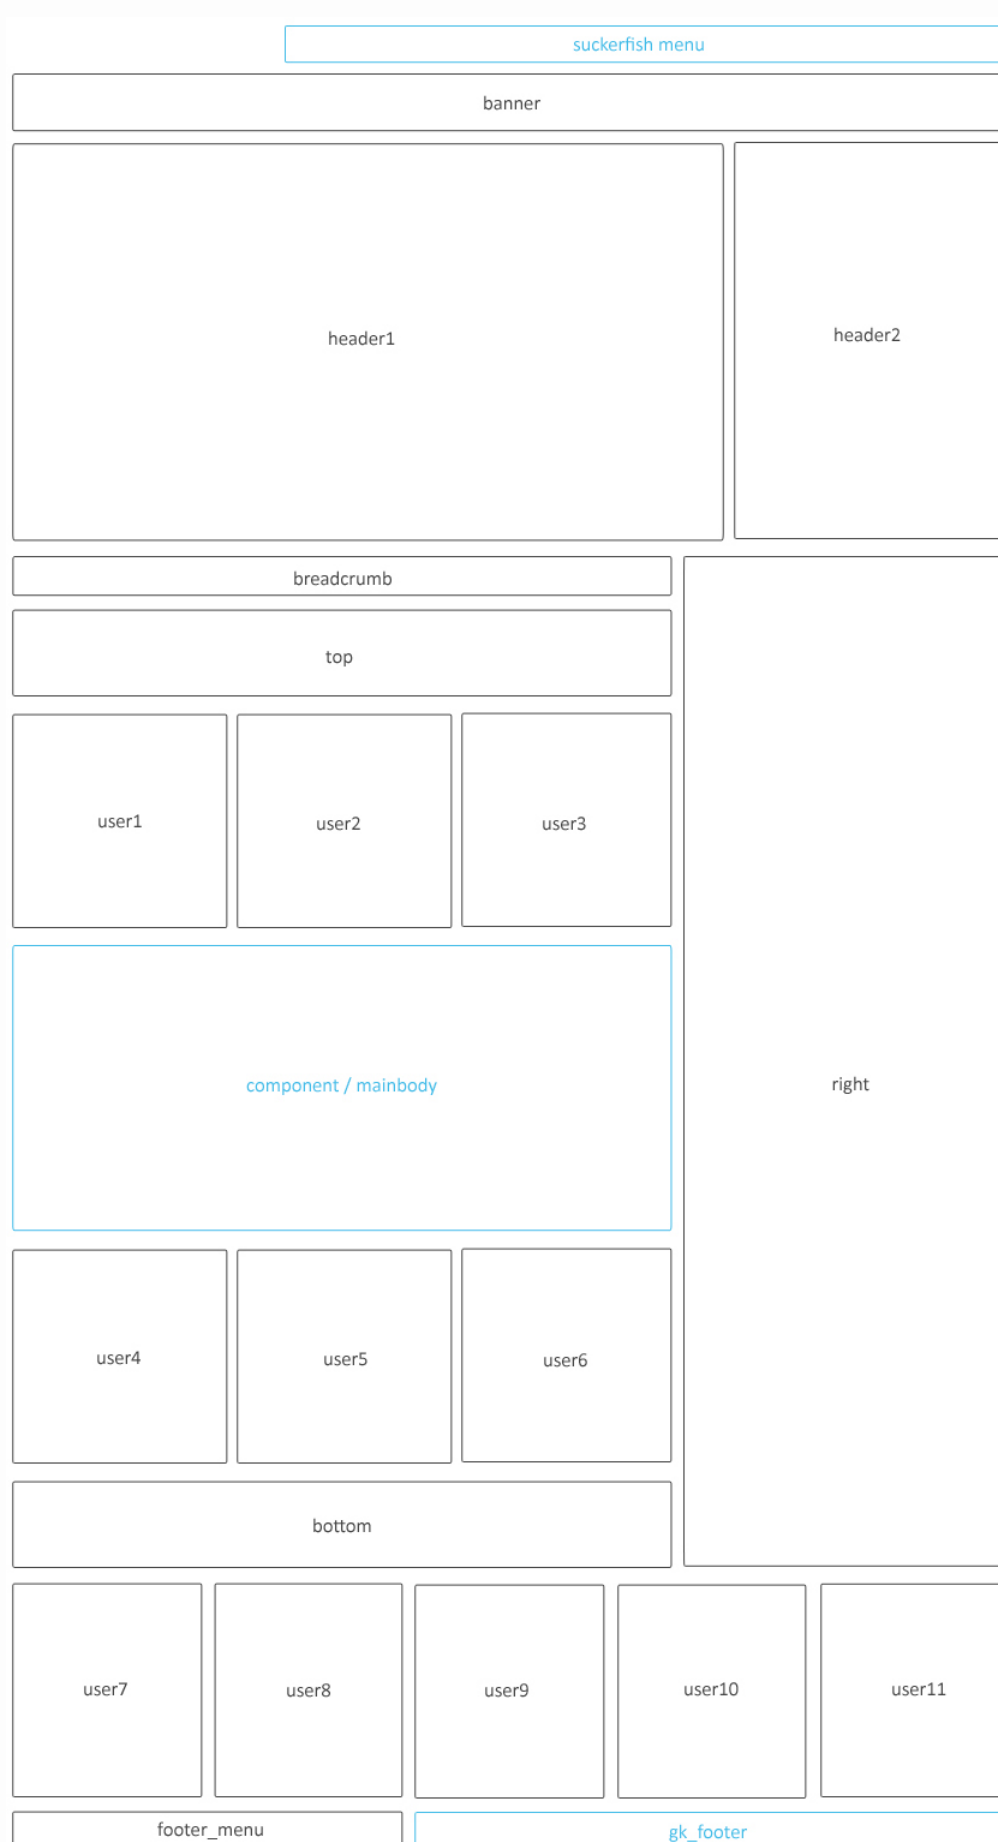 suckerfish menu
banner
header1
header2
breadcrumb
top
user1
user2
user3
component / mainbody
right
user4
user5
user6
bottom
user7
user8
user9
user10
user11
footer_menu
gk_footer